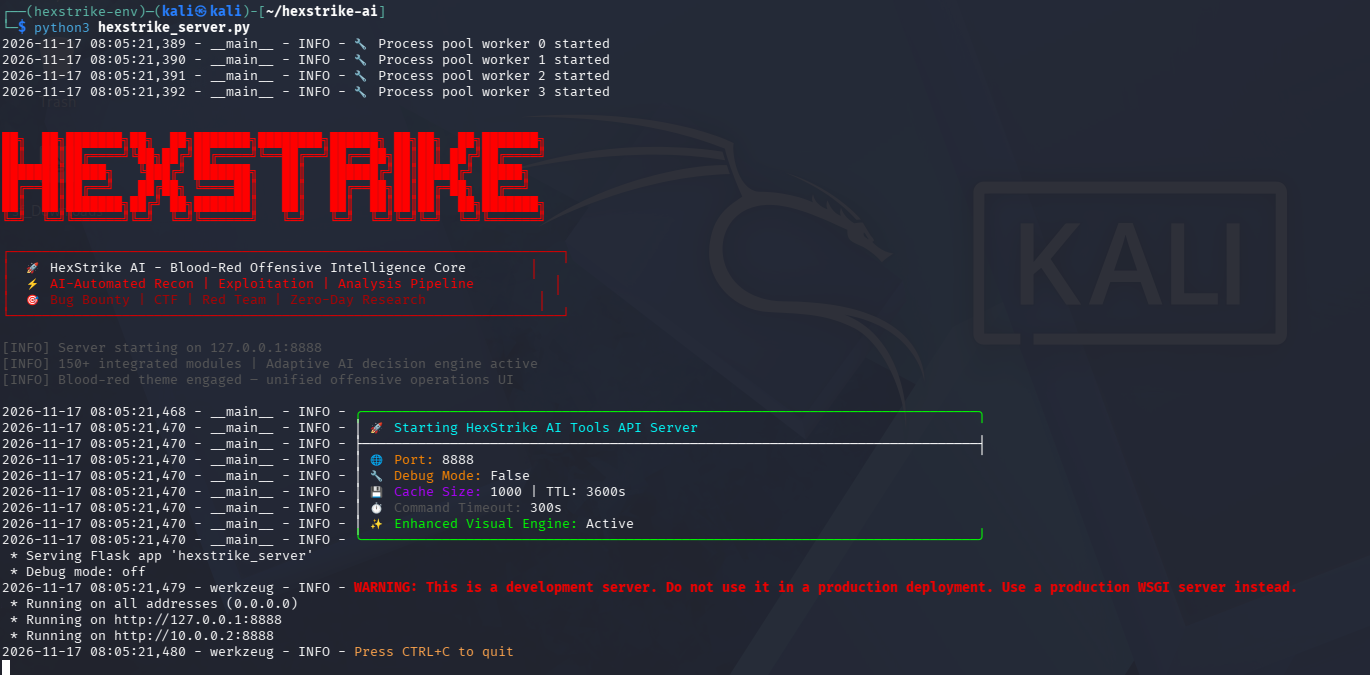 ┌──(hexstrike-env)─(kali㉿kali)-[~/hexstrike-ai]
└─$ python3 hexstrike_server.py
2026-11-17 08:05:21,389 - __main__ - INFO - 🔧 Process pool worker 0 started
2026-11-17 08:05:21,390 - __main__ - INFO - 🔧 Process pool worker 1 started
2026-11-17 08:05:21,391 - __main__ - INFO - 🔧 Process pool worker 2 started
2026-11-17 08:05:21,392 - __main__ - INFO - 🔧 Process pool worker 3 started
Trash
HEXSTRIKE
KALI
🚀 HexStrike AI - Blood-Red Offensive Intelligence Core
⚡ AI-Automated Recon | Exploitation | Analysis Pipeline
🎯 Bug Bounty | CTF | Red Team | Zero-Day Research
[INFO] Server starting on 127.0.0.1:8888
[INFO] 150+ integrated modules | Adaptive AI decision engine active
[INFO] Blood-red theme engaged – unified offensive operations UI
2026-11-17 08:05:21,468 - __main__ - INFO -
2026-11-17 08:05:21,470 - __main__ - INFO - │ 🚀 Starting HexStrike AI Tools API Server
2026-11-17 08:05:21,470 - __main__ - INFO -
2026-11-17 08:05:21,470 - __main__ - INFO - │ 🌐 Port: 8888
2026-11-17 08:05:21,470 - __main__ - INFO - │ 🔧 Debug Mode: False
2026-11-17 08:05:21,470 - __main__ - INFO - │ 💾 Cache Size: 1000 | TTL: 3600s
2026-11-17 08:05:21,470 - __main__ - INFO - │ ⏱️ Command Timeout: 300s
2026-11-17 08:05:21,470 - __main__ - INFO - │ ✨ Enhanced Visual Engine: Active
2026-11-17 08:05:21,470 - __main__ - INFO -
 * Serving Flask app 'hexstrike_server'
 * Debug mode: off
2026-11-17 08:05:21,479 - werkzeug - INFO - WARNING: This is a development server. Do not use it in a production deployment. Use a production WSGI server instead.
 * Running on all addresses (0.0.0.0)
 * Running on http://127.0.0.1:8888
 * Running on http://10.0.0.2:8888
2026-11-17 08:05:21,480 - werkzeug - INFO - Press CTRL+C to quit